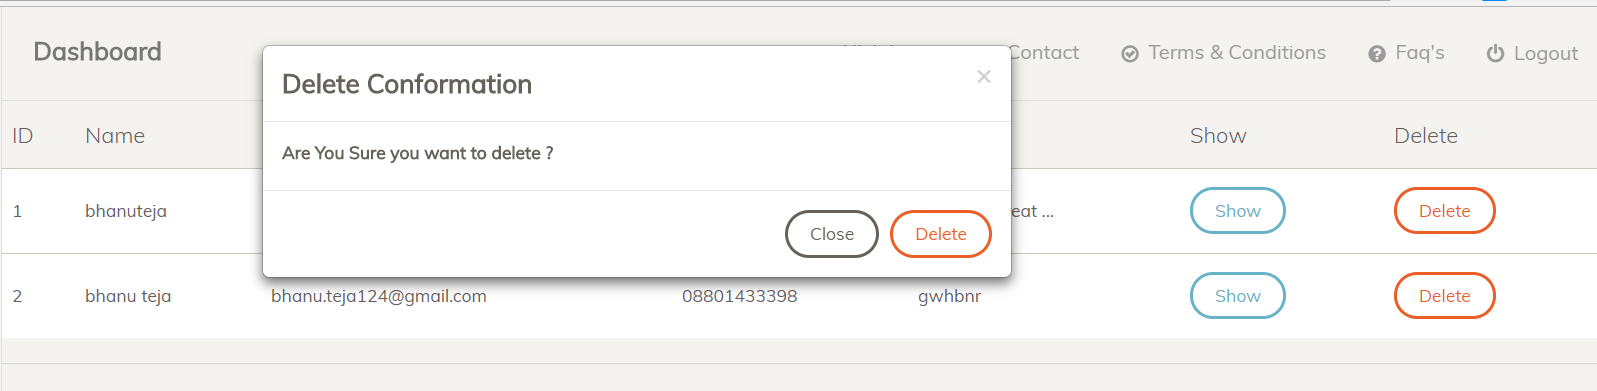 Dashboard
Contact Terms & Conditions Faq's Logout
Delete Conformation ×
Are You Sure you want to delete ?
Close Delete
ID Name Show Delete
1 bhanuteja eat ... Show Delete
2 bhanu teja bhanu.teja124@gmail.com 08801433398 gwhbnr Show Delete